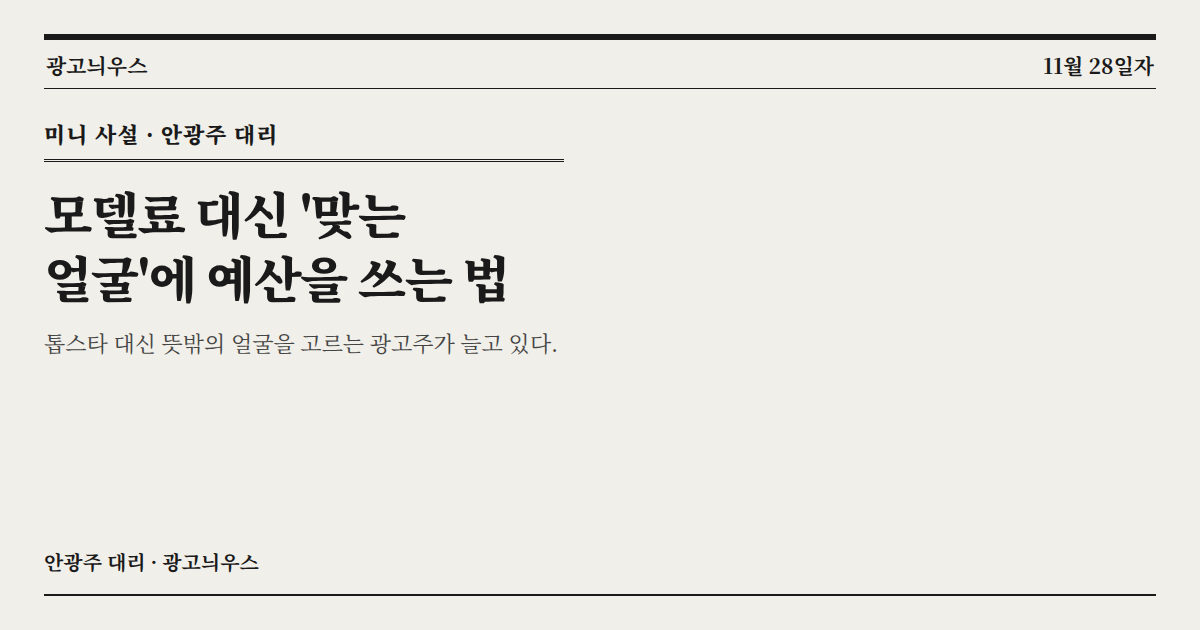 광고늬우스
11월 28일자
미니 사설 · 안광주 대리
모델료 대신 '맞는
얼굴'에 예산을 쓰는 법
톱스타 대신 뜻밖의 얼굴을 고르는 광고주가 늘고 있다.
안광주 대리 · 광고늬우스